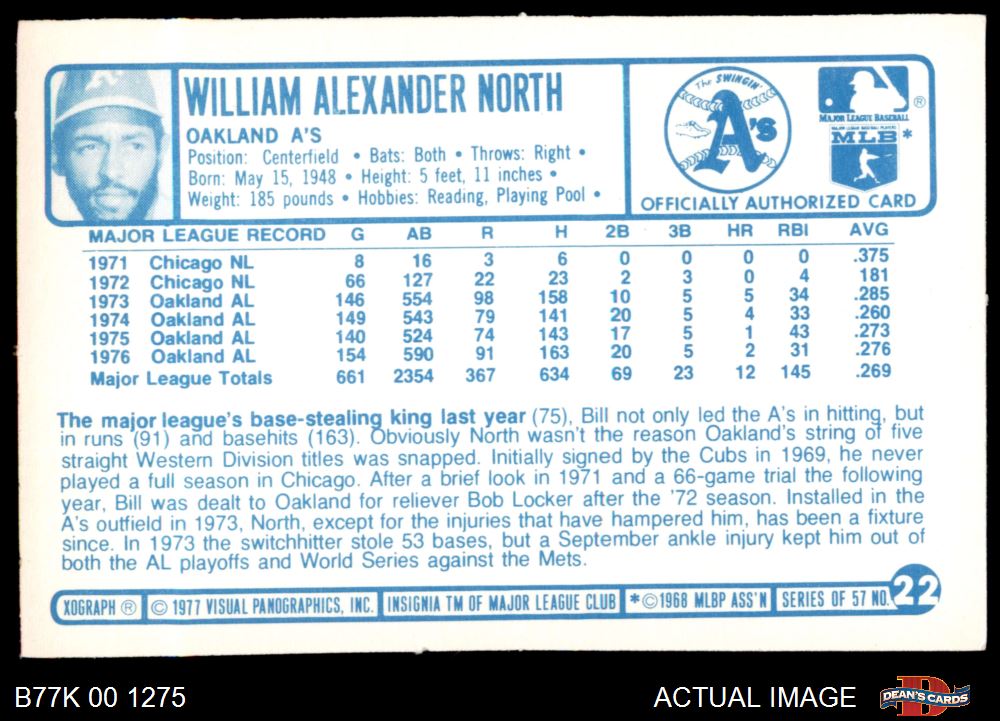 WILLIAM ALEXANDER NORTH
OAKLAND A'S
Position: Centerfield • Bats: Both • Throws: Right •
Born: May 15, 1948 • Height: 5 feet, 11 inches •
Weight: 185 pounds • Hobbies: Reading, Playing Pool •
The SWINGIN'
A's
MAJOR LEAGUE BASEBALL ®
MAJOR LEAGUE BASEBALL PLAYERS
MLB *
OFFICIALLY AUTHORIZED CARD
MAJOR LEAGUE RECORD G AB R H 2B 3B HR RBI AVG
1971 Chicago NL 8 16 3 6 0 0 0 0 .375
1972 Chicago NL 66 127 22 23 2 3 0 4 181
1973 Oakland AL 146 554 98 158 10 5 5 34 .285
1974 Oakland AL 149 543 79 141 20 5 4 33 .260
1975 Oakland AL 140 524 74 143 17 5 1 43 .273
1976 Oakland AL 154 590 91 163 20 5 2 31 .276
Major League Totals 661 2354 367 634 69 23 12 145 .269
The major league's base-stealing king last year (75), Bill not only led the A's in hitting, but
in runs (91) and basehits (163). Obviously North wasn't the reason Oakland's string of five
straight Western Division titles was snapped. Initially signed by the Cubs in 1969, he never
played a full season in Chicago. After a brief look in 1971 and a 66-game trial the following
year, Bill was dealt to Oakland for reliever Bob Locker after the '72 season. Installed in the
A's outfield in 1973, North, except for the injuries that have hampered him, has been a fixture
since. In 1973 the switchhitter stole 53 bases, but a September ankle injury kept him out of
both the AL playoffs and World Series against the Mets.
XOGRAPH ® © 1977 VISUAL PANOGRAPHICS, INC. INSIGNIA TM OF MAJOR LEAGUE CLUB *©1968 MLBP ASS'N SERIES OF 57 NO. 22
B77K 00 1275 ACTUAL IMAGE DEAN'S CARDS